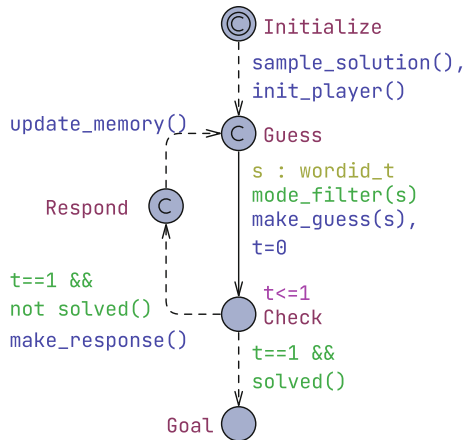 Initialize
sample_solution(),
init_player()
update_memory()
C
Guess
s : wordid_t
mode_filter(s)
make_guess(s),
t=0
Respond
C
t<=1
Check
t==1 &&
not solved()
make_response()
t==1 &&
solved()
Goal